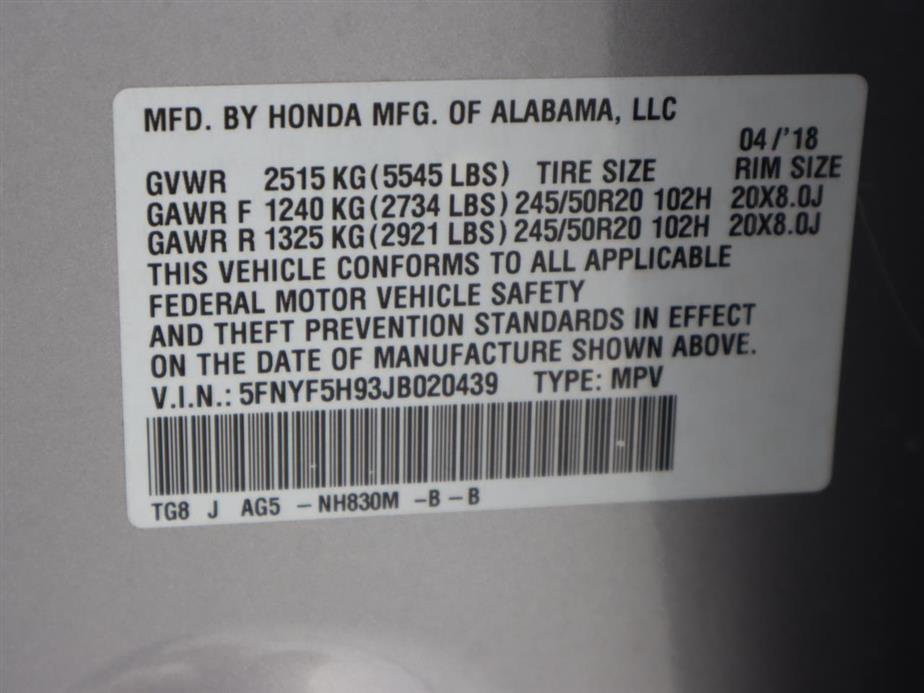 MFD. BY HONDA MFG. OF ALABAMA, LLC
04/'18
GVWR 2515 KG (5545 LBS) TIRE SIZE RIM SIZE
GAWR F 1240 KG (2734 LBS) 245/50R20 102H 20X8.0J
GAWR R 1325 KG (2921 LBS) 245/50R20 102H 20X8.0J
THIS VEHICLE CONFORMS TO ALL APPLICABLE
FEDERAL MOTOR VEHICLE SAFETY
AND THEFT PREVENTION STANDARDS IN EFFECT
ON THE DATE OF MANUFACTURE SHOWN ABOVE.
V.I.N.: 5FNYF5H93JB020439 TYPE: MPV
TG8 J AG5 – NH830M – B – B